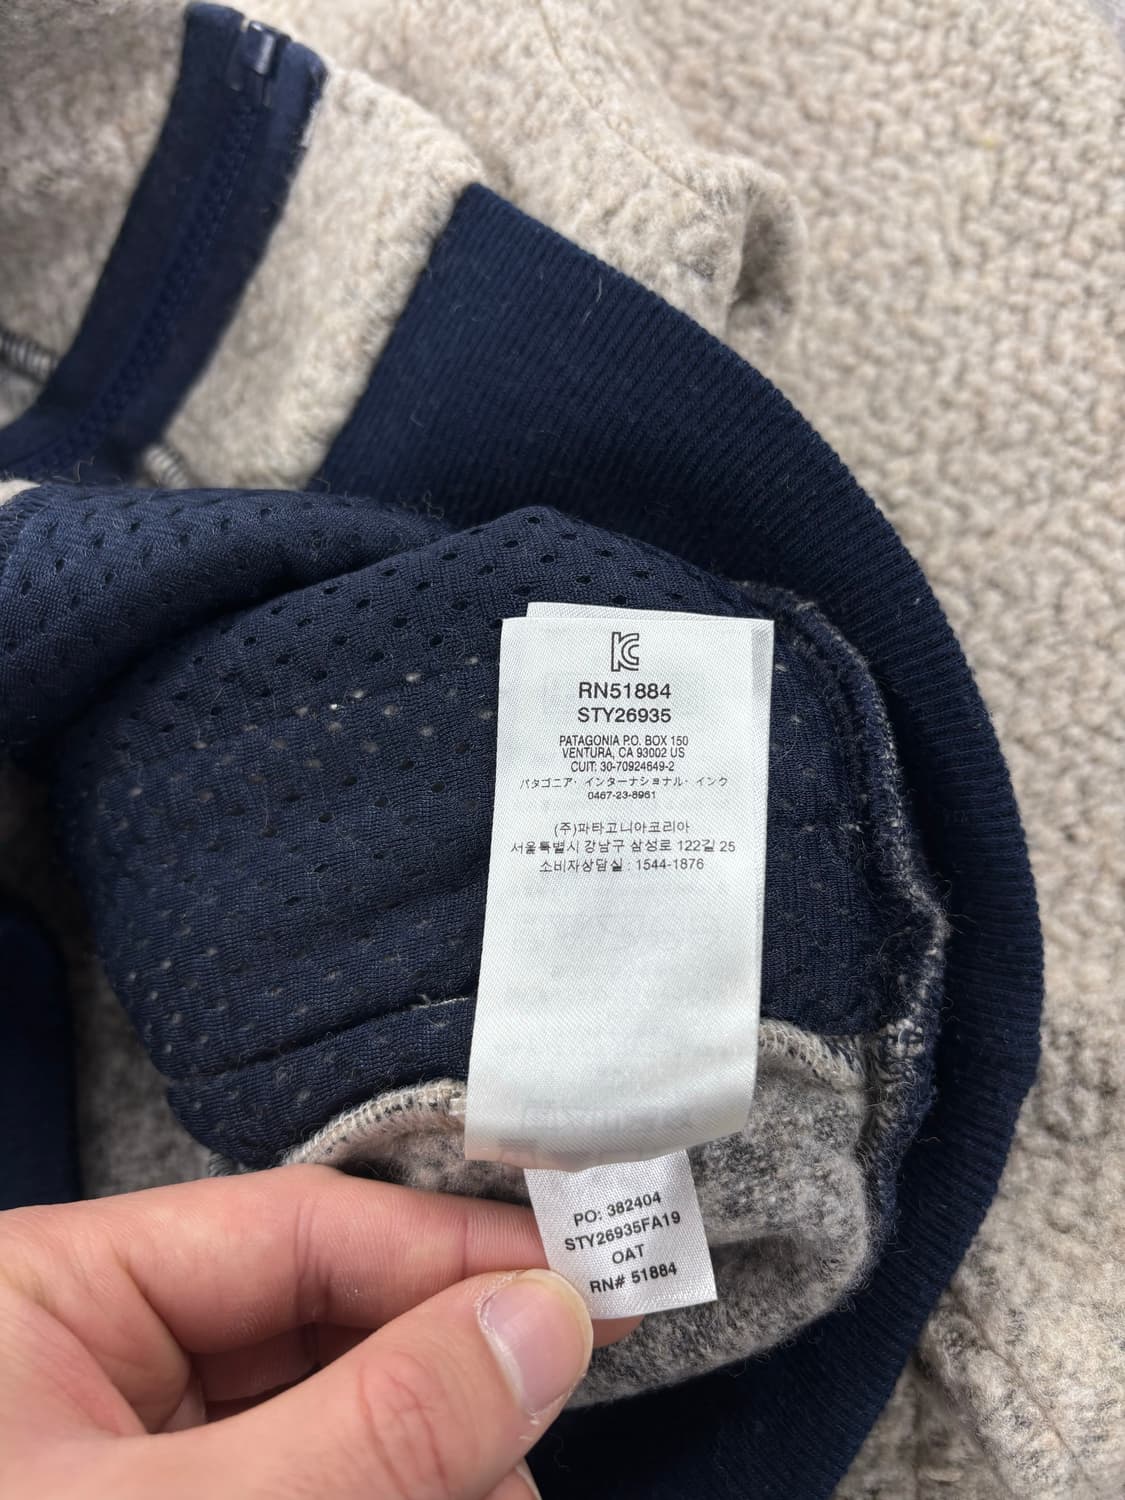 RN51884
STY26935
PATAGONIA P.O. BOX 150
VENTURA, CA 93002 US
CUIT: 30-70924649-2
パタゴニア・インターナショナル・インク
0467-23-8961
(주)파타고니아코리아
서울특별시 강남구 삼성로 122길 25
소비자상담실 : 1544-1876
PO: 382404
STY26935FA19
OAT
RN# 51884